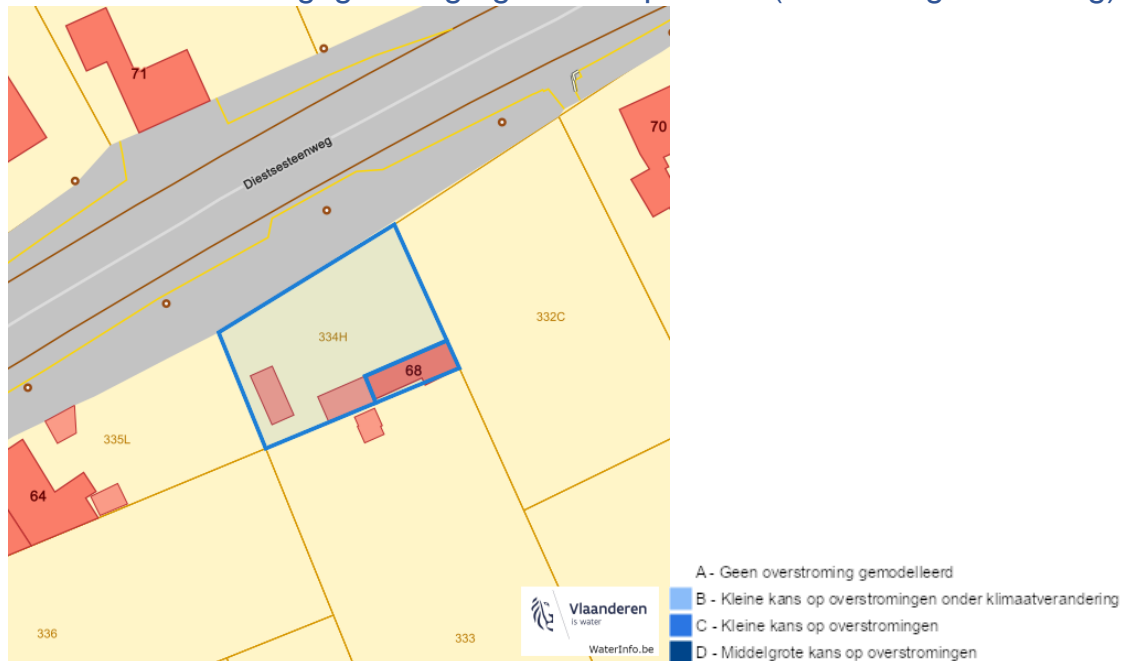 71
70
Diestsesteenweg
332C
334H
68
335L
64
336
333
Vlaanderen
is water
WaterInfo.be
A - Geen overstroming gemodelleerd
B - Kleine kans op overstromingen onder klimaatverandering
C - Kleine kans op overstromingen
D - Middelgrote kans op overstromingen